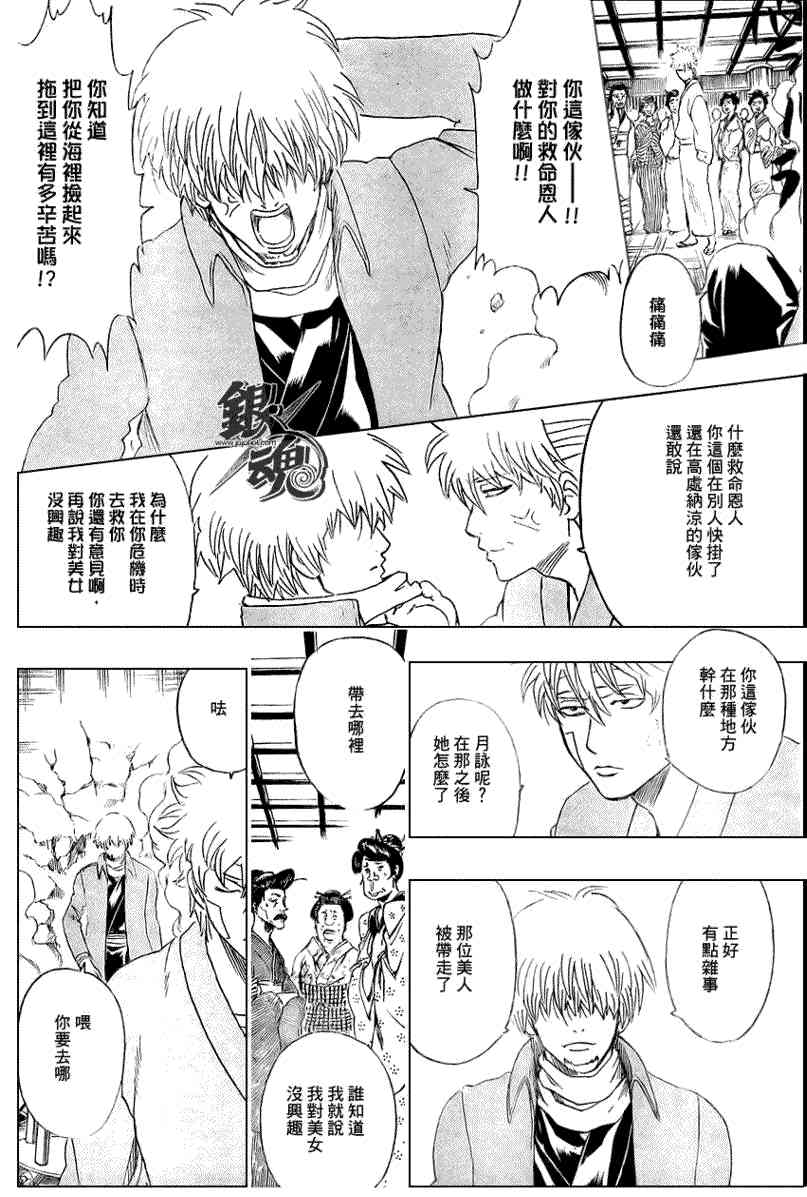 痛痛痛
你這傢伙——!!
對你的救命恩人
做什麼啊!!
你知道
把你從海裡撿起來
拖到這裡有多辛苦嗎!?
什麼救命恩人
你這個在別人快掛了
還在高處納涼的傢伙
還敢說
為什麼
我在你危機時
去救你
你還有意見啊.
再說我對美女
沒興趣
銀魂
www.jojohot.com
你這傢伙
在那種地方
幹什麼
月詠呢?
在那之後
她怎麼了
正好
有點雜事
那位美人
被帶走了
帶去哪裡
誰知道
我就說
我對美女
沒興趣
呿
喂
你要去哪